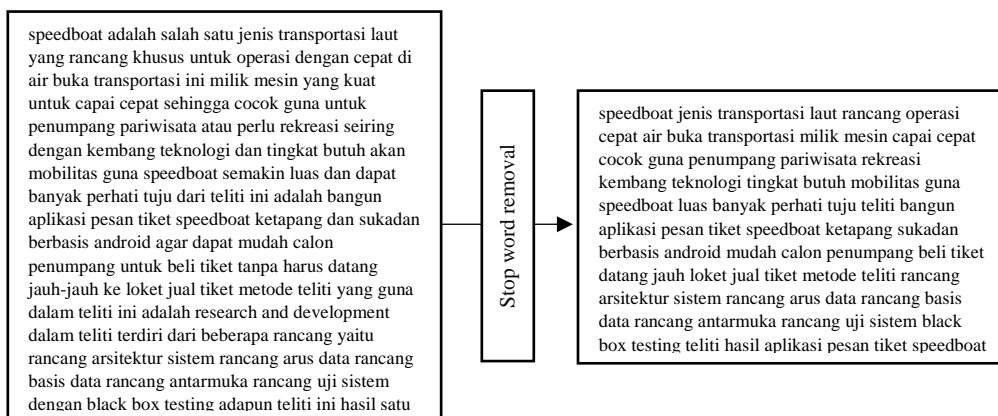 speedboat adalah salah satu jenis transportasi laut
yang rancang khusus untuk operasi dengan cepat di
air buka transportasi ini milik mesin yang kuat
untuk capai cepat sehingga cocok guna untuk
penumpang pariwisata atau perlu rekreasi seiring
dengan kembang teknologi dan tingkat butuh akan
mobilitas guna speedboat semakin luas dan dapat
banyak perhati tuju dari teliti ini adalah bangun
aplikasi pesan tiket speedboat ketapang dan sukadan
berbasis android agar dapat mudah calon
penumpang untuk beli tiket tanpa harus datang
jauh-jauh ke loket jual tiket metode teliti yang guna
dalam teliti ini adalah research and development
dalam teliti terdiri dari beberapa rancang yaitu
rancang arsitektur sistem rancang arus data rancang
basis data rancang antarmuka rancang uji sistem
dengan black box testing adapun teliti ini hasil satu
Stop word removal
speedboat jenis transportasi laut rancang operasi
cepat air buka transportasi milik mesin capai cepat
cocok guna penumpang pariwisata rekreasi
kembang teknologi tingkat butuh mobilitas guna
speedboat luas banyak perhati tuju teliti bangun
aplikasi pesan tiket speedboat ketapang sukadan
berbasis android mudah calon penumpang beli tiket
datang jauh loket jual tiket metode teliti rancang
arsitektur sistem rancang arus data rancang basis
data rancang antarmuka rancang uji sistem black
box testing teliti hasil aplikasi pesan tiket speedboat